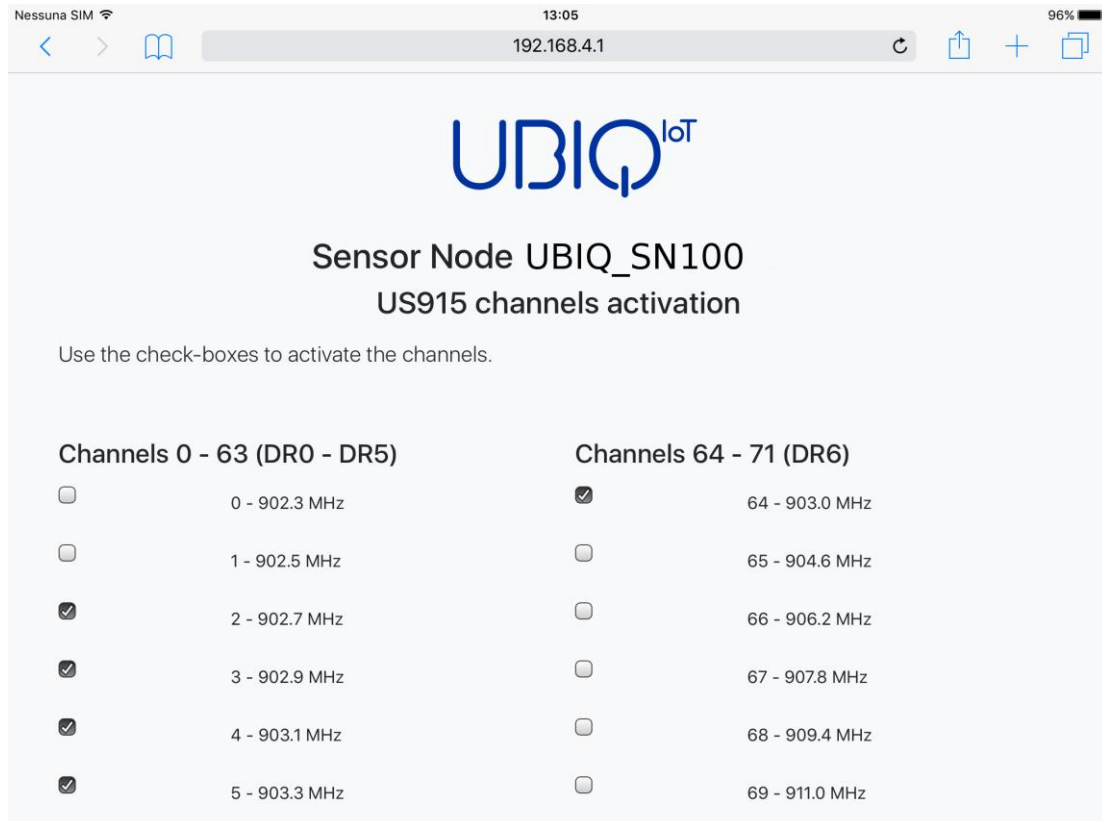 Nessuna SIM 13:05 96%
192.168.4.1
UBIQ IoT
Sensor Node UBIQ_SN100
US915 channels activation
Use the check-boxes to activate the channels.
Channels 0 - 63 (DR0 - DR5)
0 - 902.3 MHz
1 - 902.5 MHz
2 - 902.7 MHz
3 - 902.9 MHz
4 - 903.1 MHz
5 - 903.3 MHz
Channels 64 - 71 (DR6)
64 - 903.0 MHz
65 - 904.6 MHz
66 - 906.2 MHz
67 - 907.8 MHz
68 - 909.4 MHz
69 - 911.0 MHz